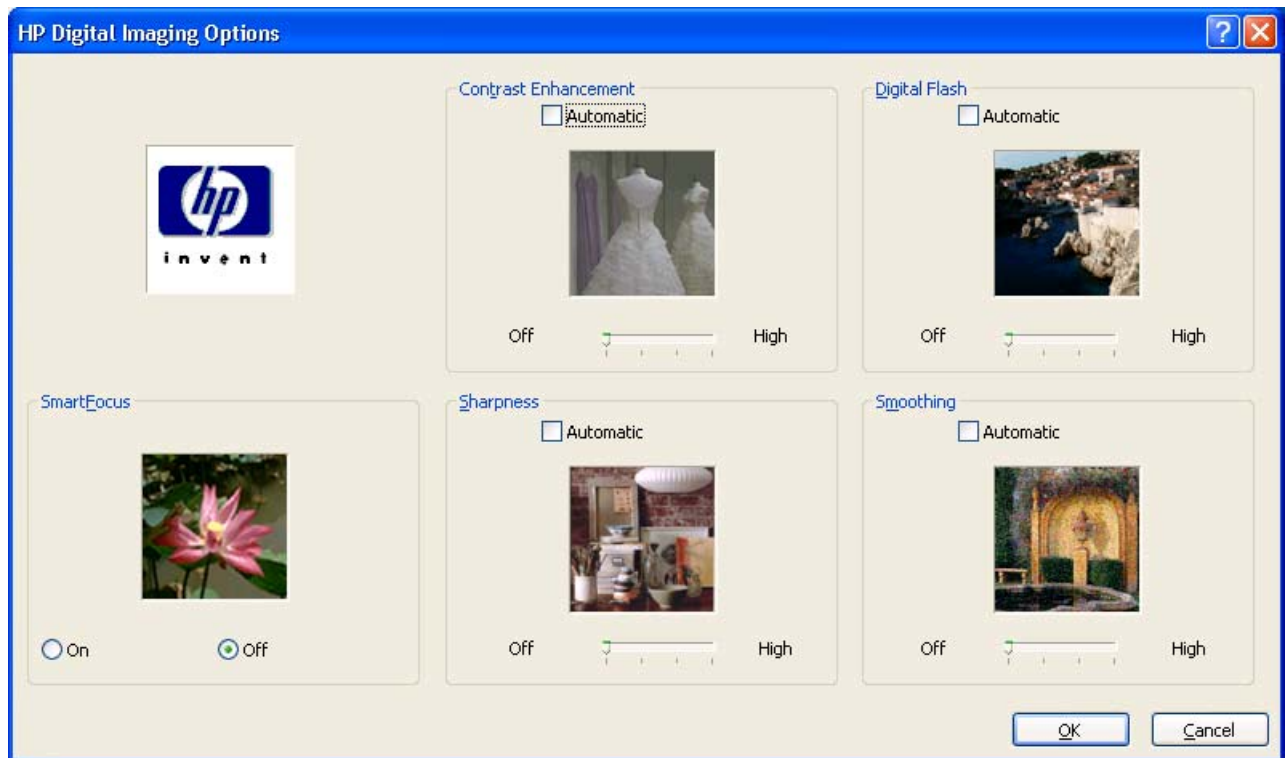 HP Digital Imaging Options
hp
invent
Contrast Enhancement
Automatic
Off
High
Digital Flash
Automatic
Off
High
SmartFocus
On
Off
Sharpness
Automatic
Off
High
Smoothing
Automatic
Off
High
OK
Cancel